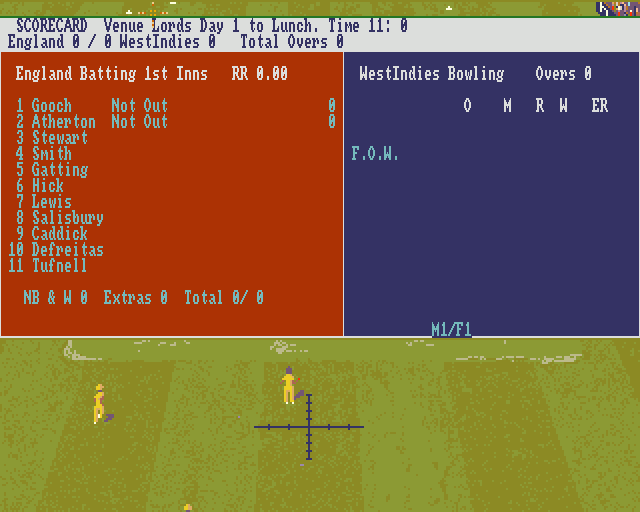 SCORECARD Venue Lords Day 1 to Lunch. Time 11: 0
England 0 / 0 WestIndies 0 Total Overs 0
England Batting 1st Inns RR 0.00
1 Gooch Not Out 0
2 Atherton Not Out 0
3 Stewart
4 Smith
5 Gatting
6 Hick
7 Lewis
8 Salisbury
9 Caddick
10 Defreitas
11 Tufnell
NB & W 0 Extras 0 Total 0/ 0
WestIndies Bowling Overs 0
O M R W ER
F.O.W.
M1/F1